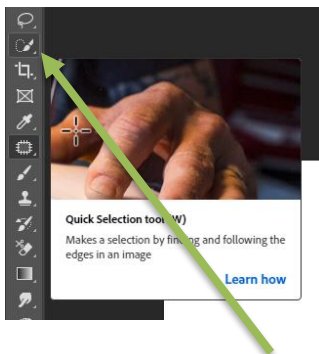 Quick Selection tool (W)
Makes a selection by finding and following the
edges in an image
Learn how